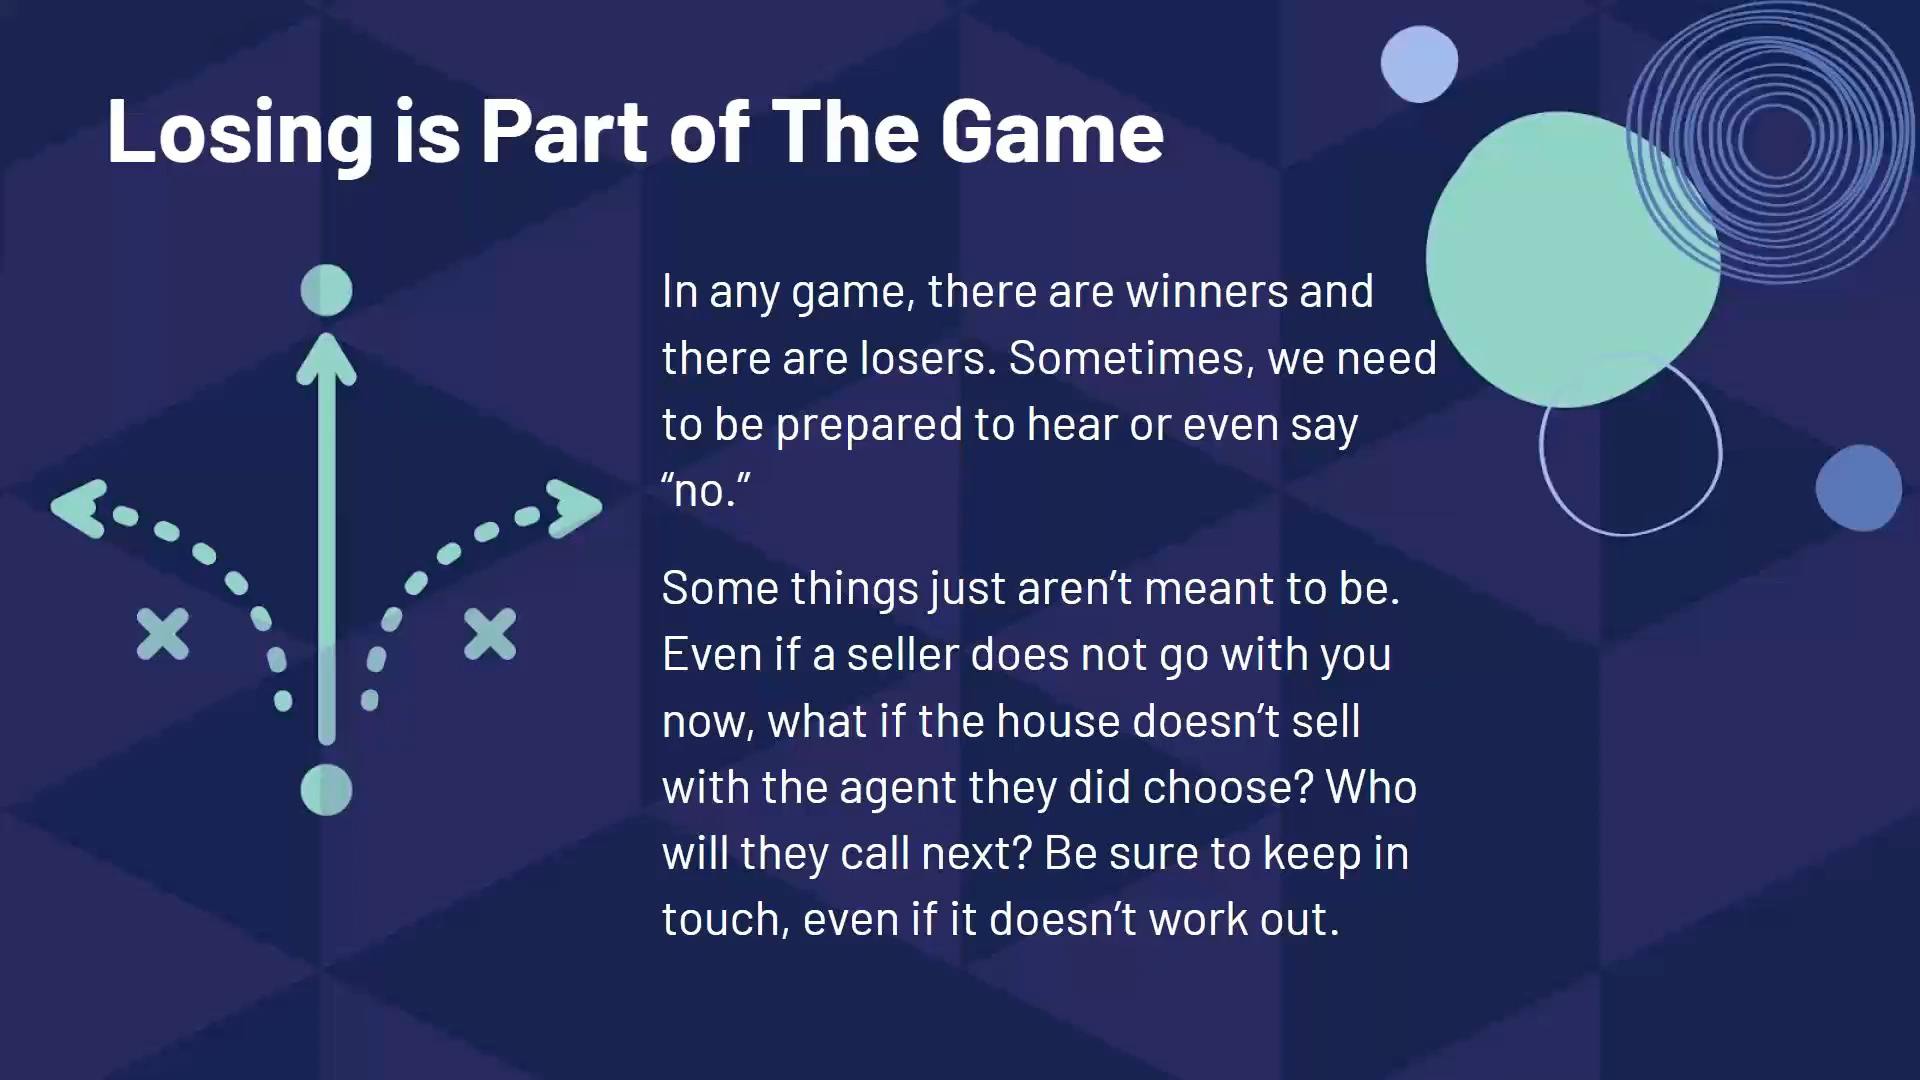 Losing is Part of The Game
In any game, there are winners and
there are losers. Sometimes, we need
to be prepared to hear or even say
“no.”
Some things just aren’t meant to be.
Even if a seller does not go with you
now, what if the house doesn’t sell
with the agent they did choose? Who
will they call next? Be sure to keep in
touch, even if it doesn’t work out.